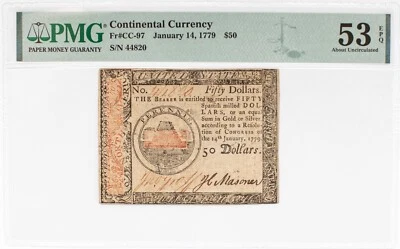 PMG
PAPER MONEY GUARANTY
Continental Currency
Fr#CC-97 January 14, 1779 $50
S/N 44820
53 EPQ
About Uncirculated
No
Fifty Dollars.
THE BEARER is entitled to receive FIFTY
Spanish milled DOL
LARS, or an equal
Sum in Gold or Silver,
according to a Resolu
tion of CONGRESS of
the 14th January, 1779.
50 Dollars.
PERENNIS